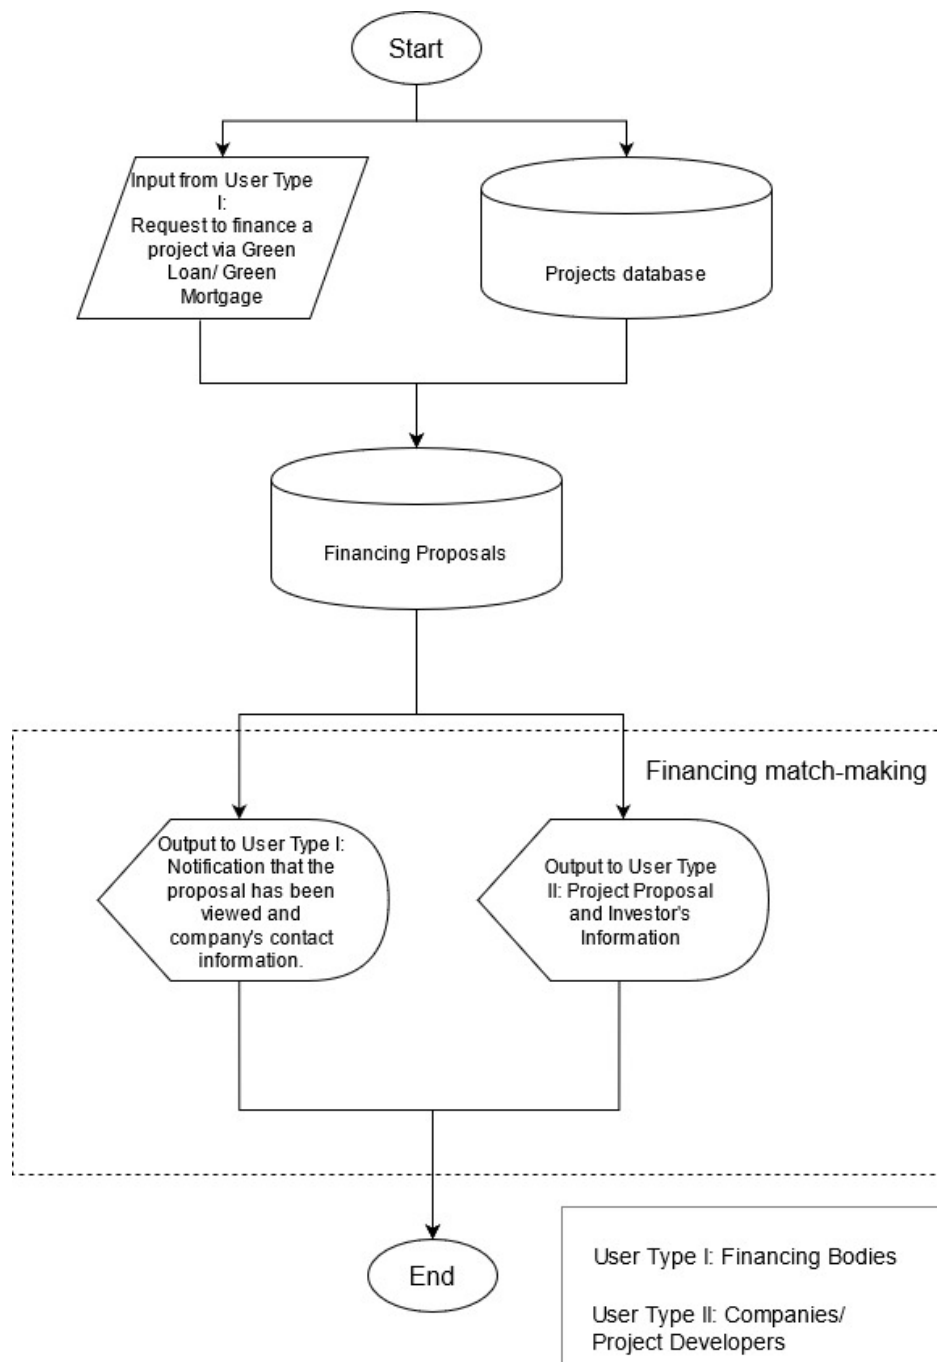 Start
Input from User Type
I:
Request to finance a
project via Green
Loan/ Green
Mortgage
Projects database
Financing Proposals
Financing match-making
Output to User Type I:
Notification that the
proposal has been
viewed and
company's contact
information.
Output to User Type
II: Project Proposal
and Investor's
Information
End
User Type I: Financing Bodies
User Type II: Companies/
Project Developers